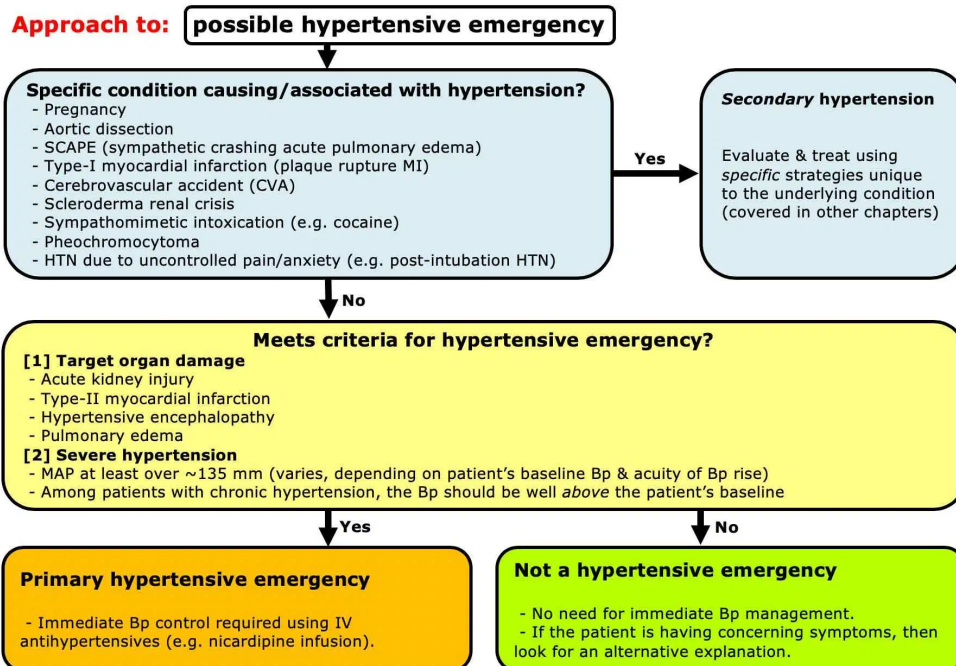 Approach to: possible hypertensive emergency
Specific condition causing/associated with hypertension?
- Pregnancy
- Aortic dissection
- SCAPE (sympathetic crashing acute pulmonary edema)
- Type-I myocardial infarction (plaque rupture MI)
- Cerebrovascular accident (CVA)
- Scleroderma renal crisis
- Sympathomimetic intoxication (e.g. cocaine)
- Pheochromocytoma
- HTN due to uncontrolled pain/anxiety (e.g. post-intubation HTN)
Yes
Secondary hypertension
Evaluate & treat using
specific strategies unique
to the underlying condition
(covered in other chapters)
No
Meets criteria for hypertensive emergency?
[1] Target organ damage
- Acute kidney injury
- Type-II myocardial infarction
- Hypertensive encephalopathy
- Pulmonary edema
[2] Severe hypertension
- MAP at least over ~135 mm (varies, depending on patient's baseline Bp & acuity of Bp rise)
- Among patients with chronic hypertension, the Bp should be well above the patient's baseline
Yes
No
Primary hypertensive emergency
- Immediate Bp control required using IV
antihypertensives (e.g. nicardipine infusion).
Not a hypertensive emergency
- No need for immediate Bp management.
- If the patient is having concerning symptoms, then
look for an alternative explanation.